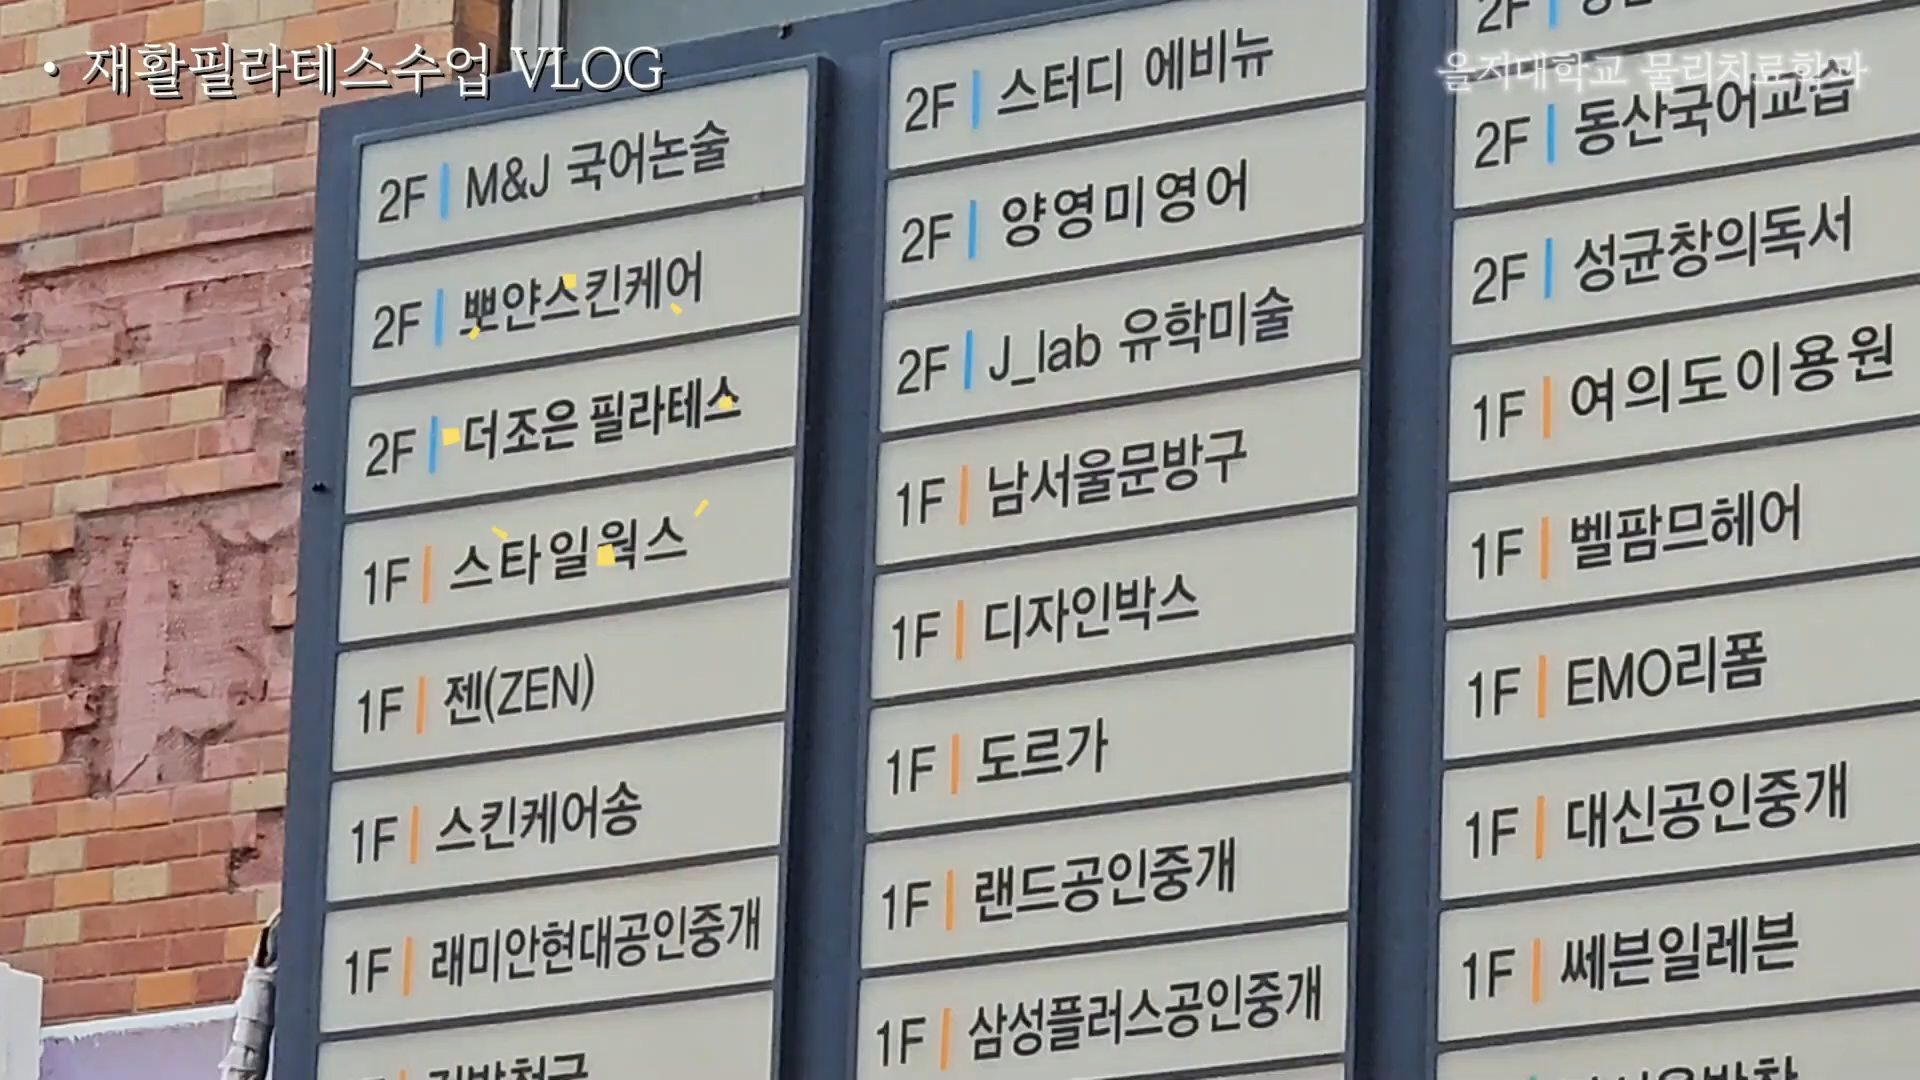 • 재활필라테스수업 VLOG
을지대학교 물리치료학과
2F | M&J 국어논술
2F | 뽀얀스킨케어
2F | 더조은 필라테스
1F | 스타일웍스
1F | 젠(ZEN)
1F | 스킨케어송
1F | 래미안현대공인중개
2F | 스터디 에비뉴
2F | 양영미영어
2F | J_lab 유학미술
1F | 남서울문방구
1F | 디자인박스
1F | 도르가
1F | 랜드공인중개
1F | 삼성플러스공인중개
2F
2F | 동산국어교습
2F | 성균창의독서
1F | 여의도이용원
1F | 벨팜므헤어
1F | EMO리폼
1F | 대신공인중개
1F | 쎄븐일레븐